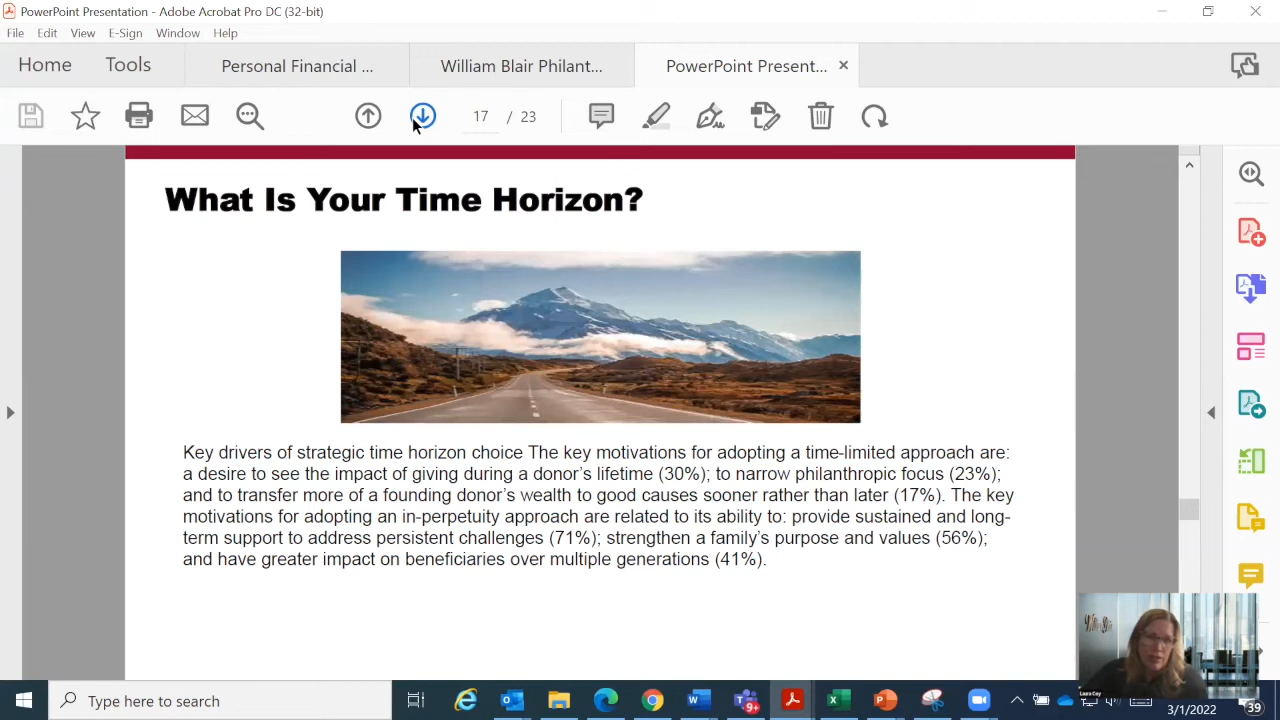 PowerPoint Presentation - Adobe Acrobat Pro DC (32-bit)
File Edit View E-Sign Window Help
Home Tools Personal Financial ... William Blair Philant... PowerPoint Present...
17 / 23
What Is Your Time Horizon?
Key drivers of strategic time horizon choice The key motivations for adopting a time-limited approach are:
a desire to see the impact of giving during a donor's lifetime (30%); to narrow philanthropic focus (23%);
and to transfer more of a founding donor's wealth to good causes sooner rather than later (17%). The key
motivations for adopting an in-perpetuity approach are related to its ability to: provide sustained and long-
term support to address persistent challenges (71%); strengthen a family's purpose and values (56%);
and have greater impact on beneficiaries over multiple generations (41%).
Type here to search
9+
3/1/2022
39